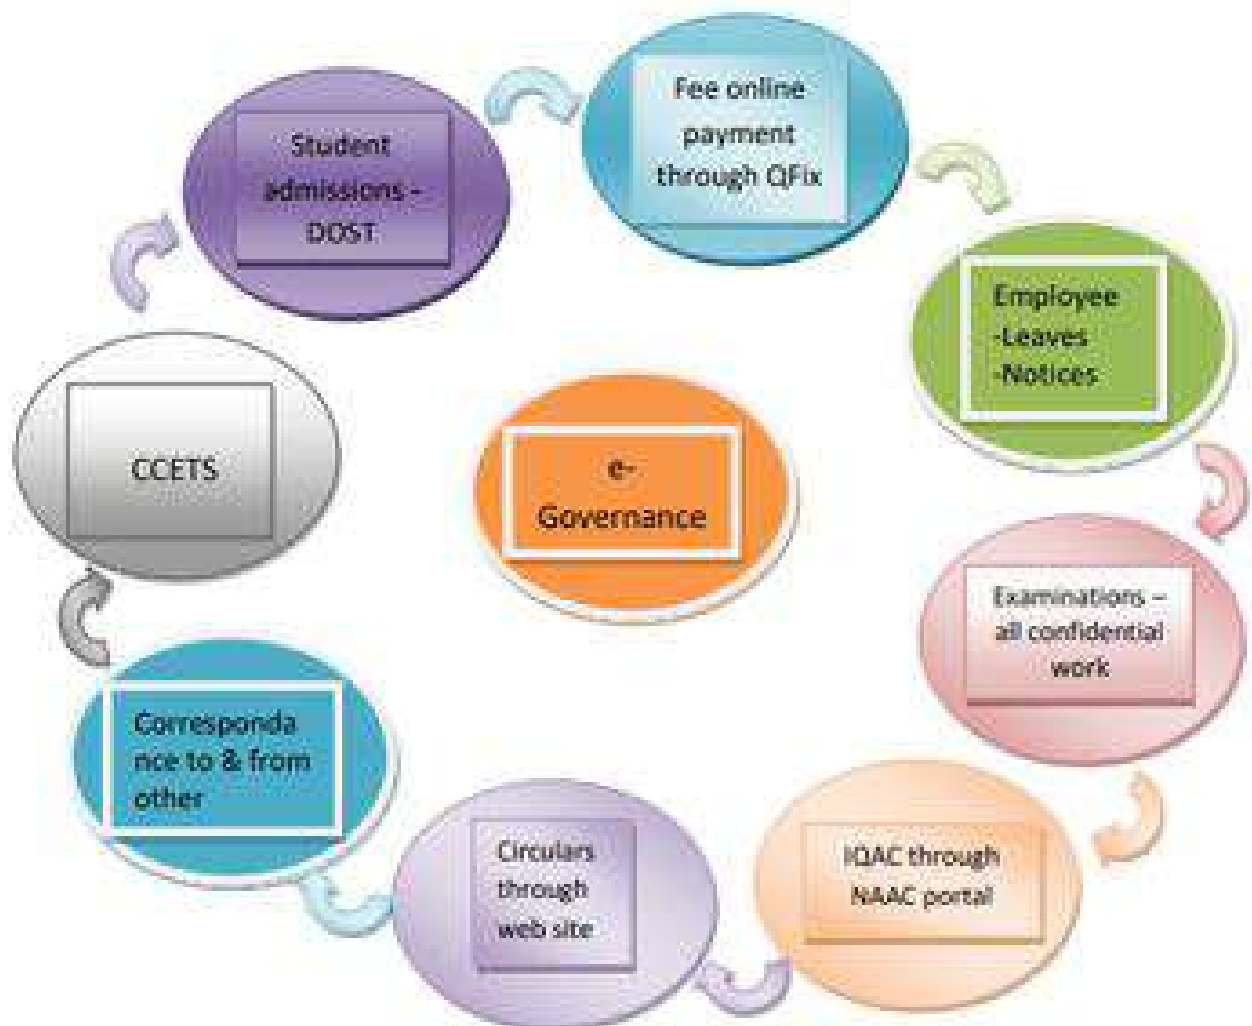 Fee online
payment
through QFix
Student
admissions –
DOST
Employee
-Leaves
-Notices
CCETS
e-
Governance
Examinations –
all confidential
work
Corresponda
nce to & from
other
Circulars
through
web site
IQAC through
NAAC portal